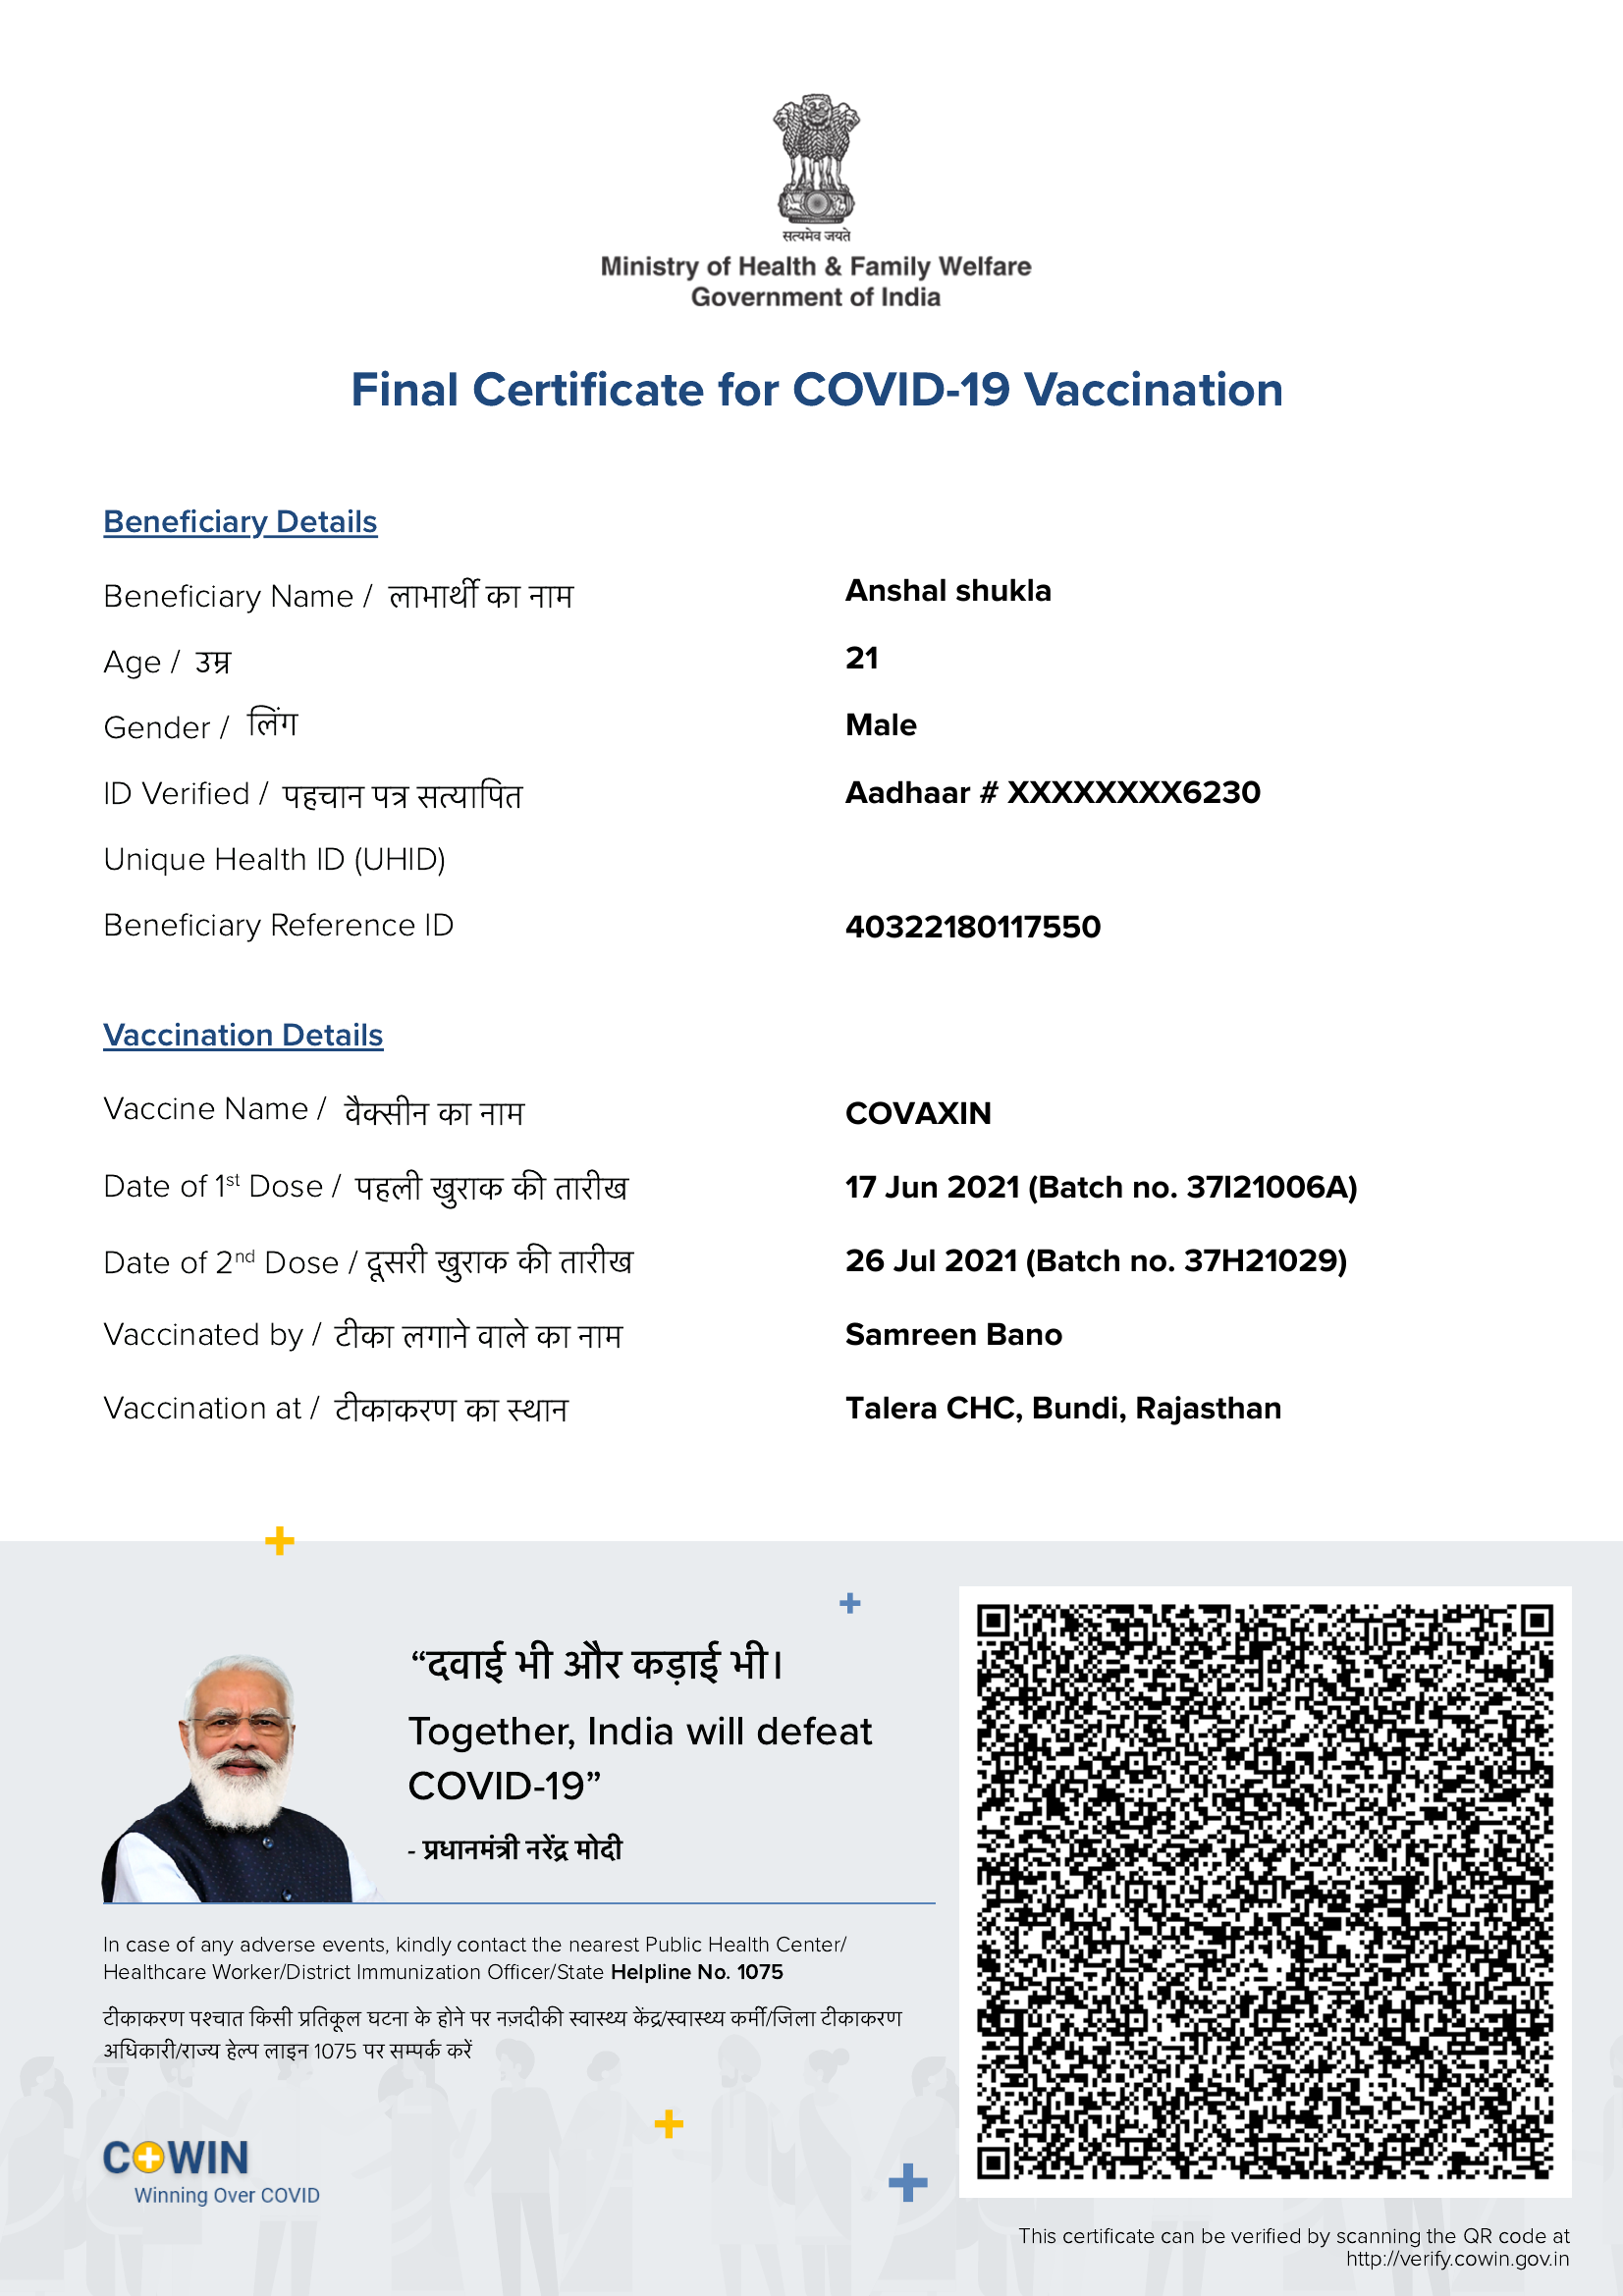 सत्यमेव जयते
Ministry of Health & Family Welfare
Government of India
Final Certificate for COVID-19 Vaccination
Beneficiary Details
Beneficiary Name / लाभार्थी का नाम Anshal shukla
Age / उम्र 21
Gender / लिंग Male
ID Verified / पहचान पत्र सत्यापित Aadhaar # XXXXXXXX6230
Unique Health ID (UHID)
Beneficiary Reference ID 40322180117550
Vaccination Details
Vaccine Name / वैक्सीन का नाम COVAXIN
Date of 1st Dose / पहली खुराक की तारीख 17 Jun 2021 (Batch no. 37I21006A)
Date of 2nd Dose / दूसरी खुराक की तारीख 26 Jul 2021 (Batch no. 37H21029)
Vaccinated by / टीका लगाने वाले का नाम Samreen Bano
Vaccination at / टीकाकरण का स्थान Talera CHC, Bundi, Rajasthan
“दवाई भी और कड़ाई भी।
Together, India will defeat
COVID-19”
- प्रधानमंत्री नरेंद्र मोदी
In case of any adverse events, kindly contact the nearest Public Health Center/
Healthcare Worker/District Immunization Officer/State Helpline No. 1075
टीकाकरण पश्चात किसी प्रतिकूल घटना के होने पर नज़दीकी स्वास्थ्य केंद्र/स्वास्थ्य कर्मी/जिला टीकाकरण
अधिकारी/राज्य हेल्प लाइन 1075 पर सम्पर्क करें
COWIN
Winning Over COVID
This certificate can be verified by scanning the QR code at
http://verify.cowin.gov.in